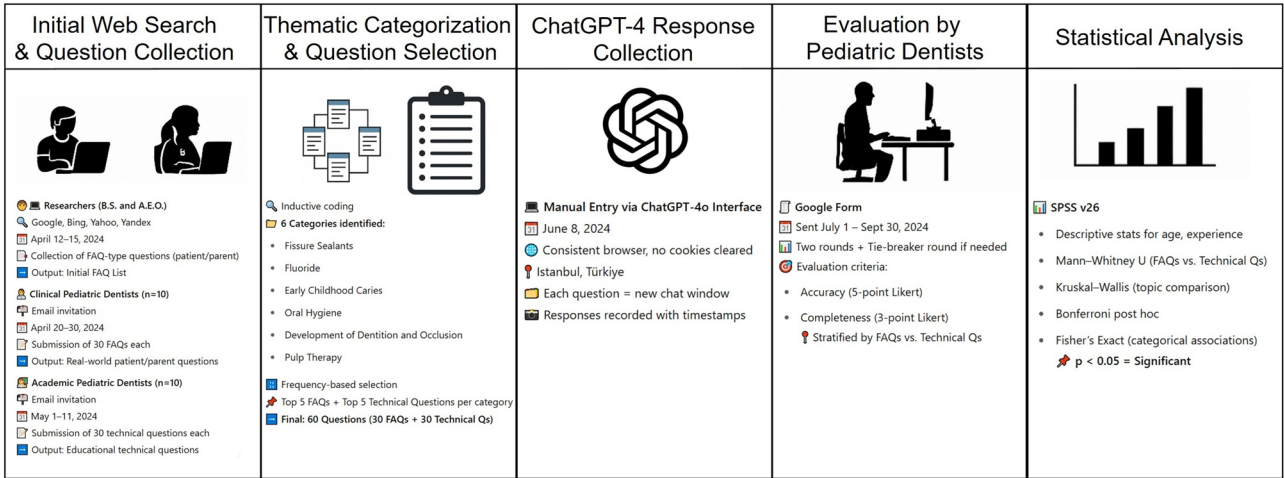 Initial Web Search
& Question Collection
Researchers (B.S. and A.E.O.)
Google, Bing, Yahoo, Yandex
April 12–15, 2024
Collection of FAQ-type questions (patient/parent)
Output: Initial FAQ List
Clinical Pediatric Dentists (n=10)
Email invitation
April 20–30, 2024
Submission of 30 FAQs each
Output: Real-world patient/parent questions
Academic Pediatric Dentists (n=10)
Email invitation
May 1–11, 2024
Submission of 30 technical questions each
Output: Educational technical questions
Thematic Categorization
& Question Selection
Inductive coding
6 Categories identified:
• Fissure Sealants
• Fluoride
• Early Childhood Caries
• Oral Hygiene
• Development of Dentition and Occlusion
• Pulp Therapy
Frequency-based selection
Top 5 FAQs + Top 5 Technical Questions per category
Final: 60 Questions (30 FAQs + 30 Technical Qs)
ChatGPT-4 Response
Collection
Manual Entry via ChatGPT-4o Interface
June 8, 2024
Consistent browser, no cookies cleared
Istanbul, Türkiye
Each question = new chat window
Responses recorded with timestamps
Evaluation by
Pediatric Dentists
Google Form
Sent July 1 – Sept 30, 2024
Two rounds + Tie-breaker round if needed
Evaluation criteria:
• Accuracy (5-point Likert)
• Completeness (3-point Likert)
Stratified by FAQs vs. Technical Qs
Statistical Analysis
SPSS v26
• Descriptive stats for age, experience
• Mann–Whitney U (FAQs vs. Technical Qs)
• Kruskal–Wallis (topic comparison)
• Bonferroni post hoc
• Fisher's Exact (categorical associations)
p < 0.05 = Significant